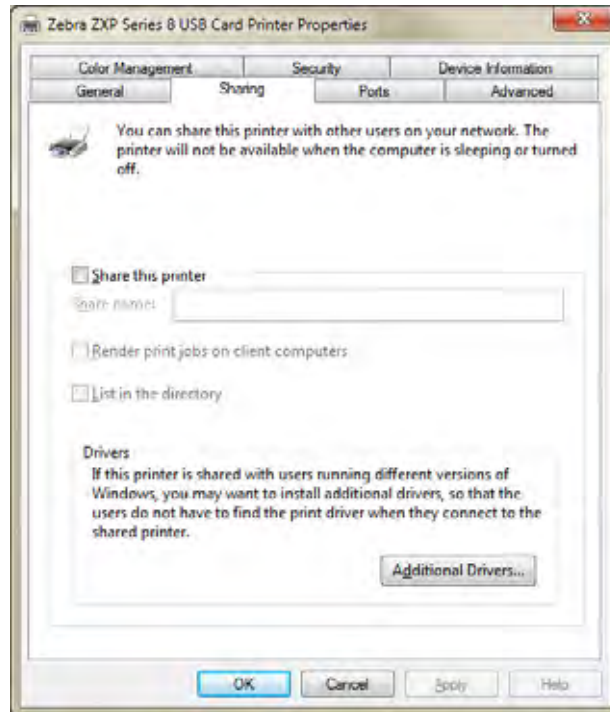 Zebra ZXP Series 8 USB Card Printer Properties
Color Management Security Device Information
General Sharing Ports Advanced
You can share this printer with other users on your network. The
printer will not be available when the computer is sleeping or turned
off.
Share this printer
Share name:
Render print jobs on client computers
List in the directory
Drivers
If this printer is shared with users running different versions of
Windows, you may want to install additional drivers, so that the
users do not have to find the print driver when they connect to the
shared printer.
Additional Drivers...
OK Cancel Apply Help